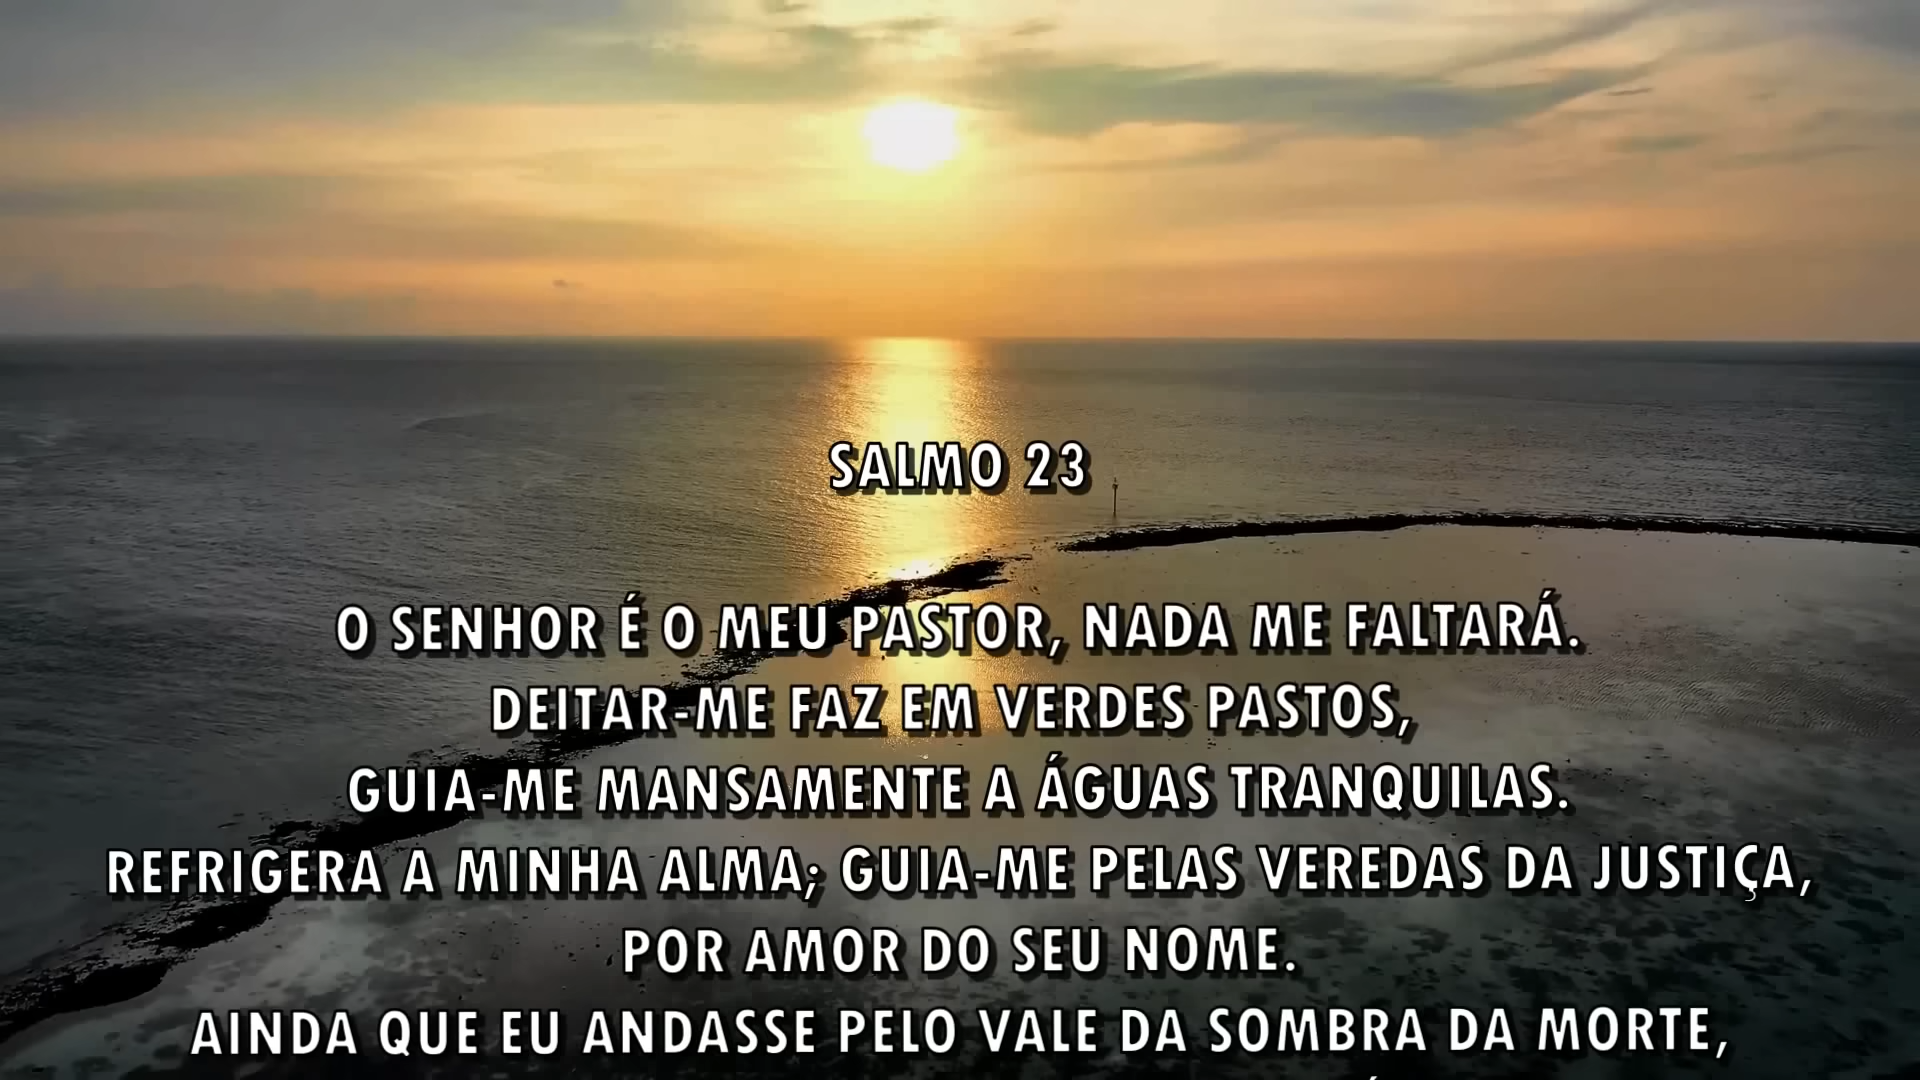 SALMO 23
O SENHOR É O MEU PASTOR, NADA ME FALTARÁ.
DEITAR-ME FAZ EM VERDES PASTOS,
GUIA-ME MANSAMENTE A ÁGUAS TRANQUILAS.
REFRIGERA A MINHA ALMA; GUIA-ME PELAS VEREDAS DA JUSTIÇA,
POR AMOR DO SEU NOME.
AINDA QUE EU ANDASSE PELO VALE DA SOMBRA DA MORTE,